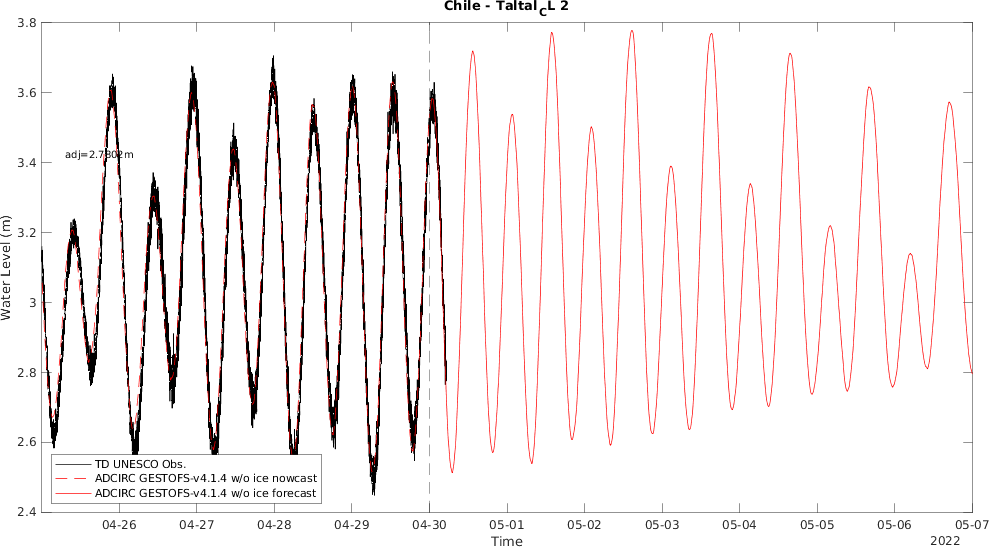 Chile - Taltal_CL 2
Water Level (m)
3.8
3.6
3.4
3.2
3
2.8
2.6
2.4
adj=2.7802m
TD UNESCO Obs.
ADCIRC GESTOFS-v4.1.4 w/o ice nowcast
ADCIRC GESTOFS-v4.1.4 w/o ice forecast
04-26 04-27 04-28 04-29 04-30 05-01 05-02 05-03 05-04 05-05 05-06 05-07
Time
2022